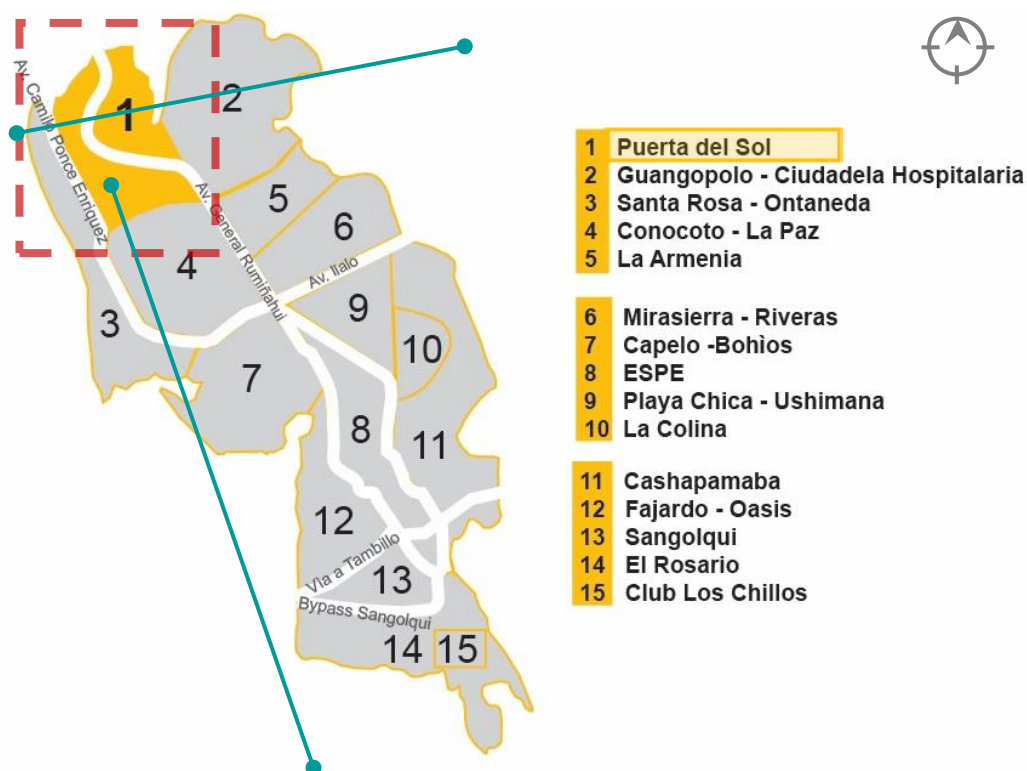 1
2
3
4
5
6
7
8
9
10
11
12
13
14
15
Av. Camilo Ponce Enriquez
Av. General Rumiñahui
Av. Ilalo
Vìa a Tambillo
Bypass Sangolqui
1 Puerta del Sol
2 Guangopolo - Ciudadela Hospitalaria
3 Santa Rosa - Ontaneda
4 Conocoto - La Paz
5 La Armenia
6 Mirasierra - Riveras
7 Capelo -Bohìos
8 ESPE
9 Playa Chica - Ushimana
10 La Colina
11 Cashapamaba
12 Fajardo - Oasis
13 Sangolqui
14 El Rosario
15 Club Los Chillos